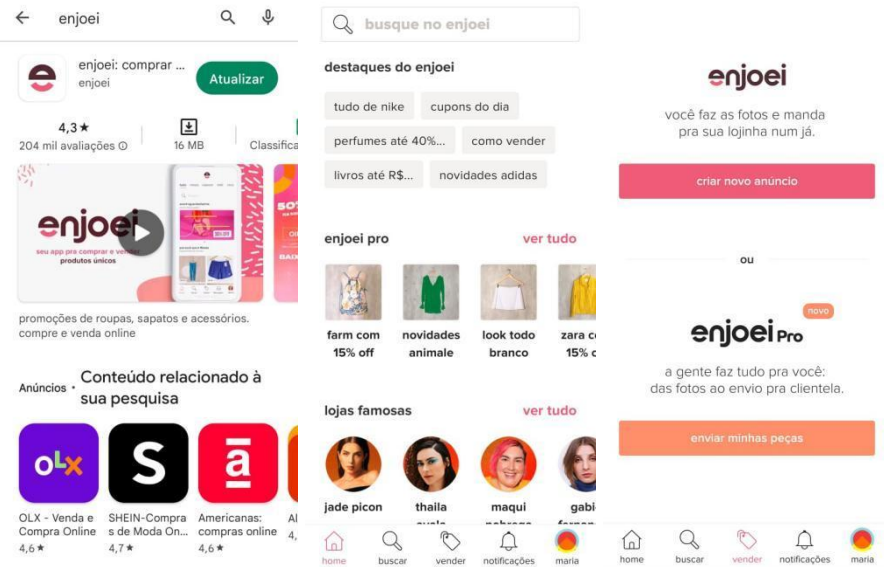 enjoei
enjoei: comprar ...
enjoei
Atualizar
4,3★
204 mil avaliações
16 MB
Classifica
enjoei
seu app pra comprar e vender
produtos únicos
promoções de roupas, sapatos e acessórios.
compre e venda online
Anúncios · Conteúdo relacionado à
sua pesquisa
OLX
S
a
OLX - Venda e
Compra Online
4,6★
SHEIN-Compra
s de Moda On...
4,7★
Americanas:
compras online
4,6★
busque no enjoei
destaques do enjoei
tudo de nike
cupons do dia
perfumes até 40%...
como vender
livros até R$...
novidades adidas
enjoei pro
ver tudo
farm com
15% off
novidades
animale
look todo
branco
zara c
15%
lojas famosas
ver tudo
jade picon
thaila
maqui
gabi
home
buscar
vender
notificações
maria
enjoei
você faz as fotos e manda
pra sua lojinha num já.
criar novo anúncio
ou
novo
enjoei Pro
a gente faz tudo pra você:
das fotos ao envio pra clientela.
enviar minhas peças
home
buscar
vender
notificações
maria